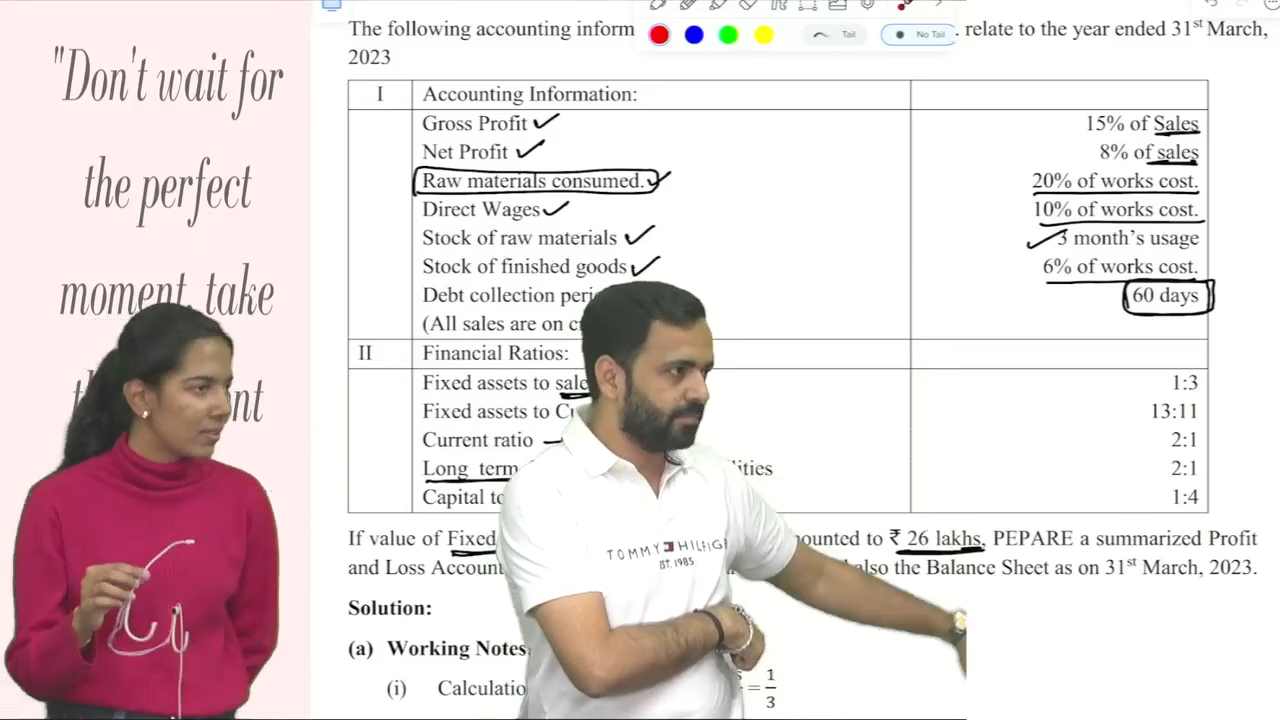 "Don't wait for
the perfect
moment, take
The following accounting inform
. relate to the year ended 31st March,
2023
Tail
No Tail
I Accounting Information:
Gross Profit 15% of Sales
Net Profit 8% of sales
Raw materials consumed. 20% of works cost.
Direct Wages 10% of works cost.
Stock of raw materials 3 month's usage
Stock of finished goods 6% of works cost.
Debt collection peri 60 days
(All sales are on c
II Financial Ratios:
Fixed assets to sale 1:3
Fixed assets to C 13:11
Current ratio 2:1
Long term lities 2:1
Capital to 1:4
If value of Fixed ounted to ₹ 26 lakhs, PEPARE a summarized Profit
and Loss Accoun also the Balance Sheet as on 31st March, 2023.
Solution:
(a) Working Notes
(i) Calculatio = 1/3
TOMMY HILFIG
EST. 1985